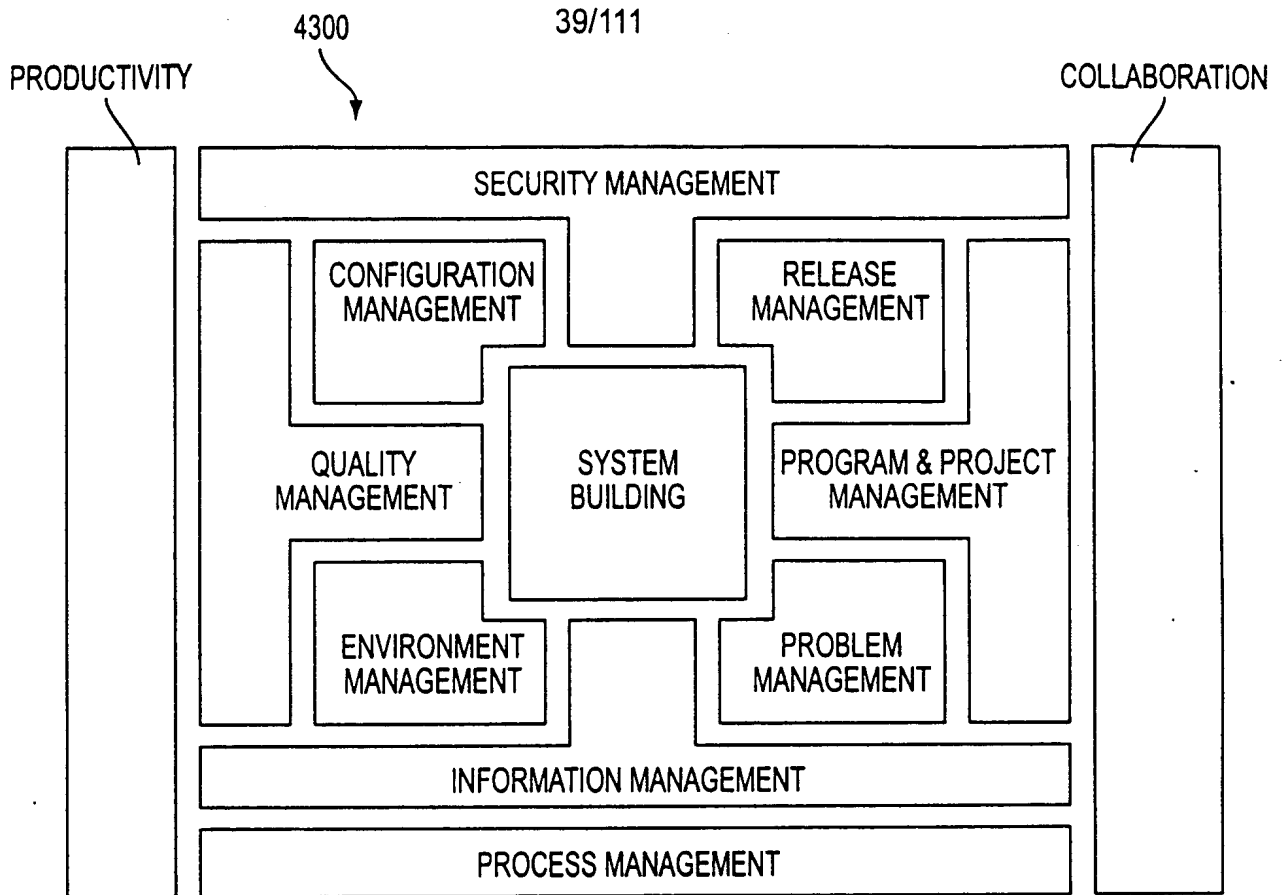 4300
39/111
PRODUCTIVITY
COLLABORATION
SECURITY MANAGEMENT
CONFIGURATION
MANAGEMENT
RELEASE
MANAGEMENT
QUALITY
MANAGEMENT
SYSTEM
BUILDING
PROGRAM & PROJECT
MANAGEMENT
ENVIRONMENT
MANAGEMENT
PROBLEM
MANAGEMENT
INFORMATION MANAGEMENT
PROCESS MANAGEMENT